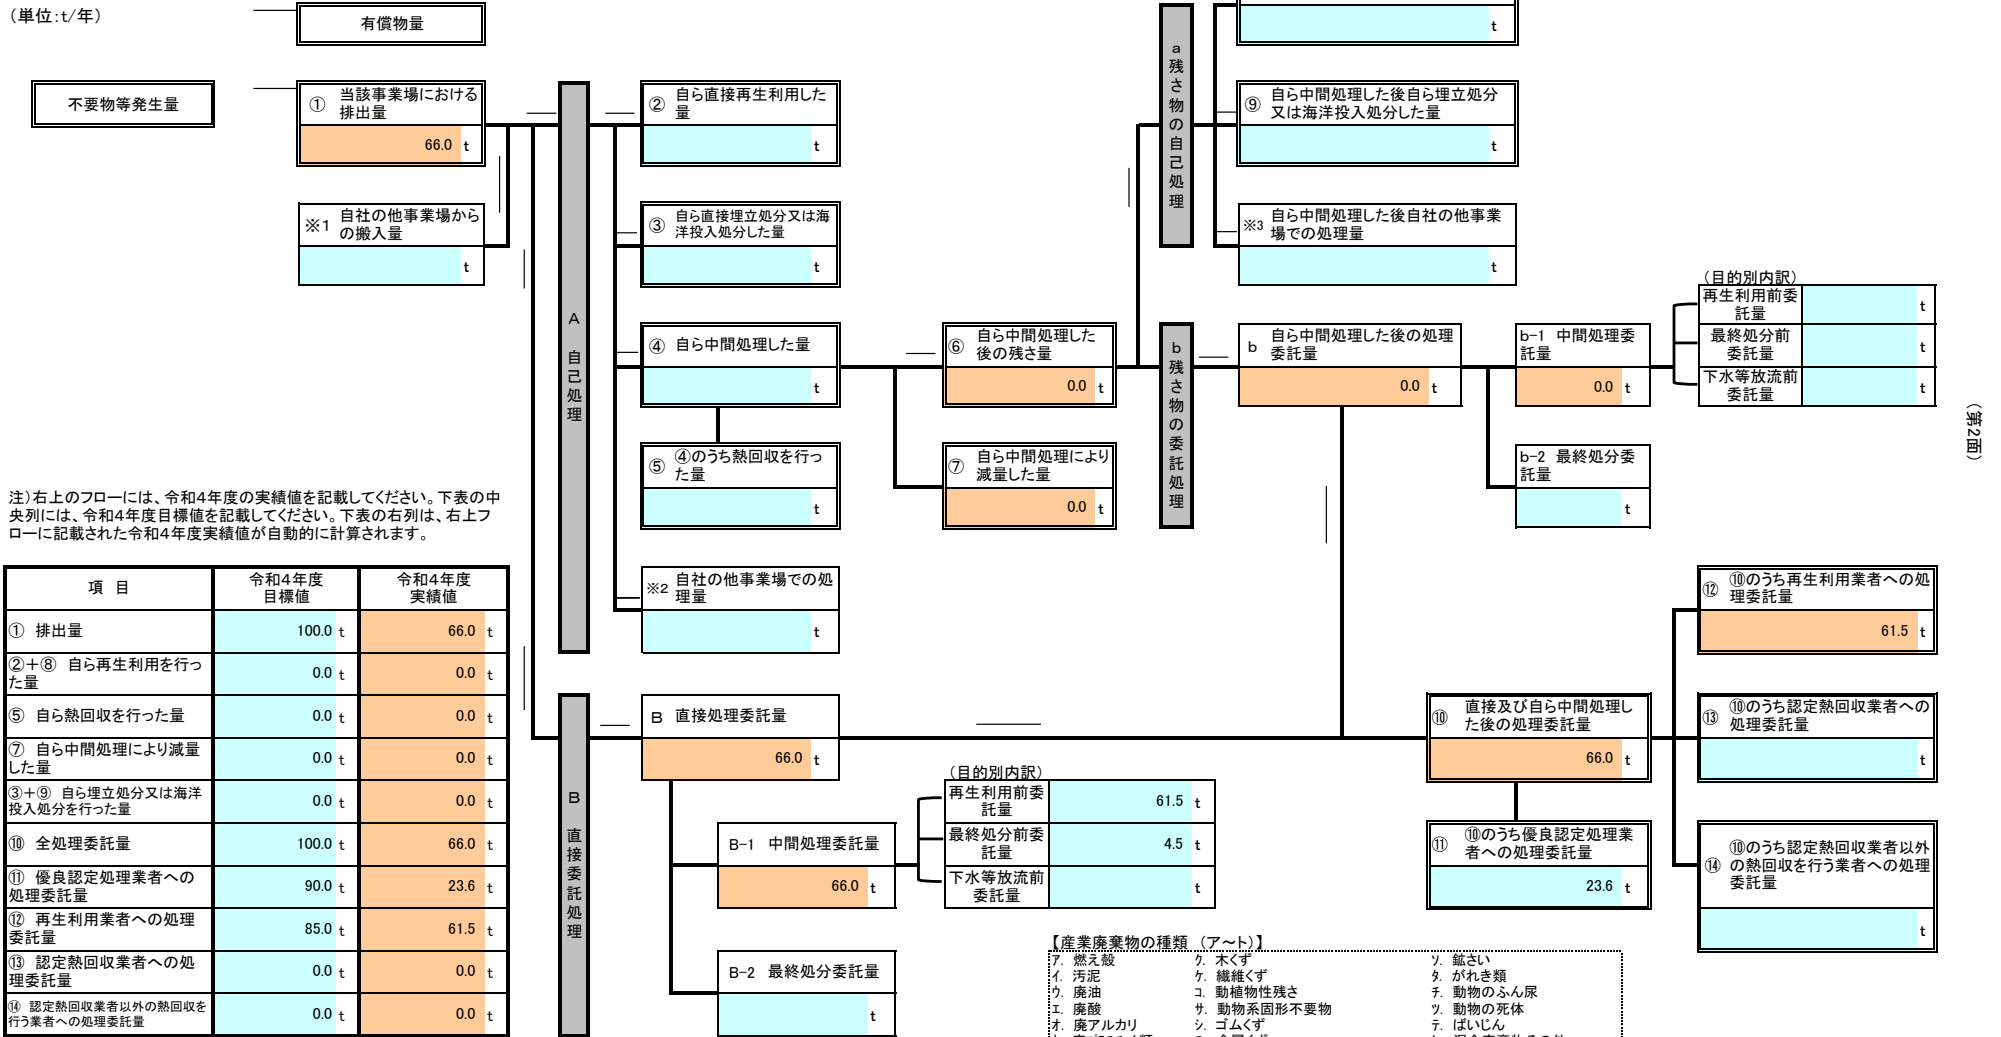 (単位:t/年)
有償物量
t
不要物等発生量
① 当該事業場における
排出量
66.0 t
※1 自社の他事業場から
の搬入量
t
A 自己処理
② 自ら直接再生利用した
量
t
③ 自ら直接埋立処分又は海
洋投入処分した量
t
④ 自ら中間処理した量
t
⑤ ④のうち熱回収を行っ
た量
t
※2 自社の他事業場での処
理量
t
⑥ 自ら中間処理した
後の残さ量
0.0 t
⑦ 自ら中間処理により
減量した量
0.0 t
a 残さ物の自己処理
⑨ 自ら中間処理した後自ら埋立処分
又は海洋投入処分した量
t
※3 自ら中間処理した後自社の他事業
場での処理量
t
b 残さ物の委託処理
b 自ら中間処理した後の処理
委託量
0.0 t
b-1 中間処理委
託量
0.0 t
b-2 最終処分委
託量
t
(目的別内訳)
再生利用前委
託量
t
最終処分前
委託量
t
下水等放流前
委託量
t
(第2面)
注)右上のフローには、令和4年度の実績値を記載してください。下表の中
央列には、令和4年度目標値を記載してください。下表の右列は、右上フ
ローに記載された令和4年度実績値が自動的に計算されます。
項 目 令和4年度
目標値 令和4年度
実績値
① 排出量 100.0 t 66.0 t
②+⑧ 自ら再生利用を行っ
た量 0.0 t 0.0 t
⑤ 自ら熱回収を行った量 0.0 t 0.0 t
⑦ 自ら中間処理により減量
した量 0.0 t 0.0 t
③+⑨ 自ら埋立処分又は海洋
投入処分を行った量 0.0 t 0.0 t
⑩ 全処理委託量 100.0 t 66.0 t
⑪ 優良認定処理業者への
処理委託量 90.0 t 23.6 t
⑫ 再生利用業者への処理
委託量 85.0 t 61.5 t
⑬ 認定熱回収業者への処
理委託量 0.0 t 0.0 t
⑭ 認定熱回収業者以外の熱回収を
行う業者への処理委託量 0.0 t 0.0 t
B 直接委託処理
B 直接処理委託量
66.0 t
B-1 中間処理委託量
66.0 t
B-2 最終処分委託量
t
(目的別内訳)
再生利用前委
託量
61.5 t
最終処分前委
託量
4.5 t
下水等放流前
委託量
t
⑩ 直接及び自ら中間処理し
た後の処理委託量
66.0 t
⑪ ⑩のうち優良認定処理業
者への処理委託量
23.6 t
⑫ ⑩のうち再生利用業者への処
理委託量
61.5 t
⑬ ⑩のうち認定熱回収業者への
処理委託量
t
⑭ ⑩のうち認定熱回収業者以外
の熱回収を行う業者への処理
委託量
t
【産業廃棄物の種類 (ア~ト)】
ア. 燃え殻 ク. 木くず ソ. 鉱さい
イ. 汚泥 ケ. 繊維くず タ. がれき類
ウ. 廃油 コ. 動植物性残さ チ. 動物のふん尿
エ. 廃酸 サ. 動物系固形不要物 ツ. 動物の死体
オ. 廃アルカリ シ. ゴムくず テ. ばいじん